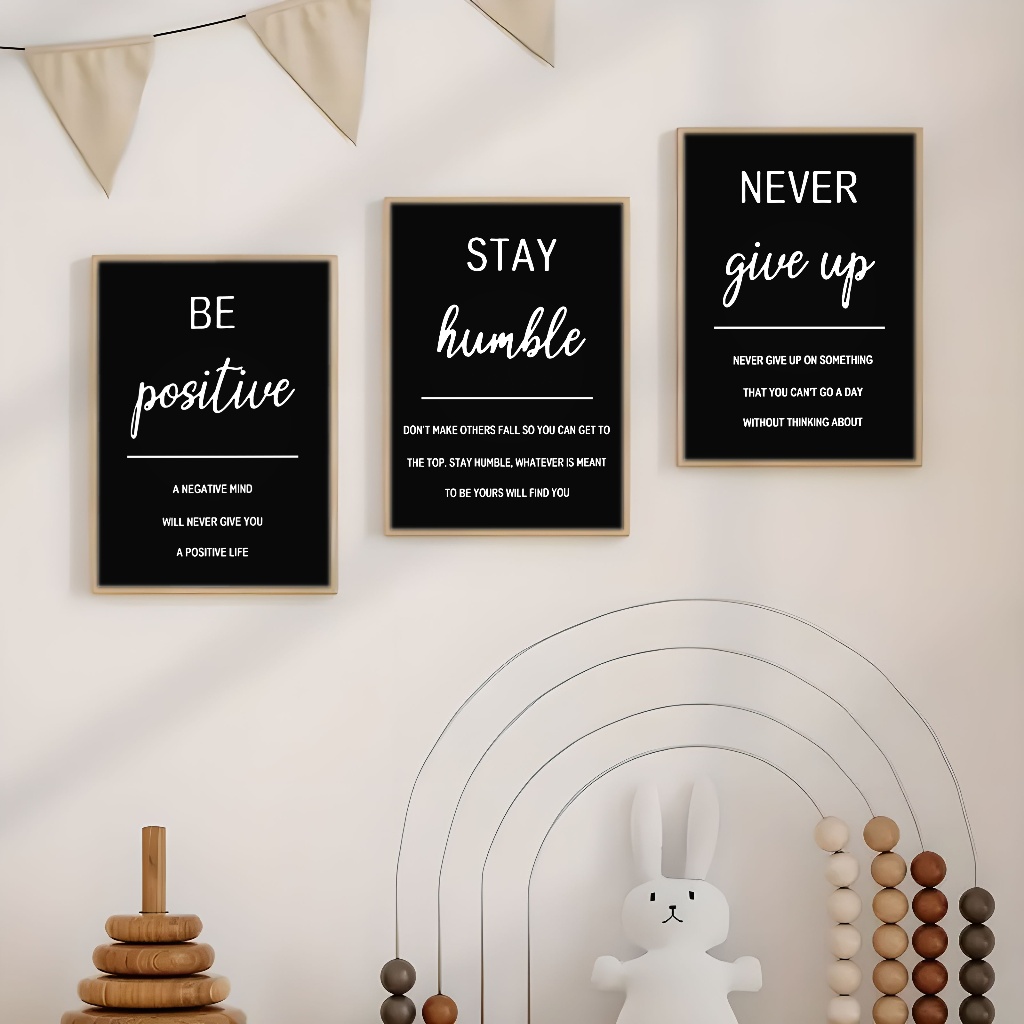 BE
positive
A NEGATIVE MIND
WILL NEVER GIVE YOU
A POSITIVE LIFE
STAY
humble
DON'T MAKE OTHERS FALL SO YOU CAN GET TO
THE TOP. STAY HUMBLE, WHATEVER IS MEANT
TO BE YOURS WILL FIND YOU
NEVER
give up
NEVER GIVE UP ON SOMETHING
THAT YOU CAN'T GO A DAY
WITHOUT THINKING ABOUT